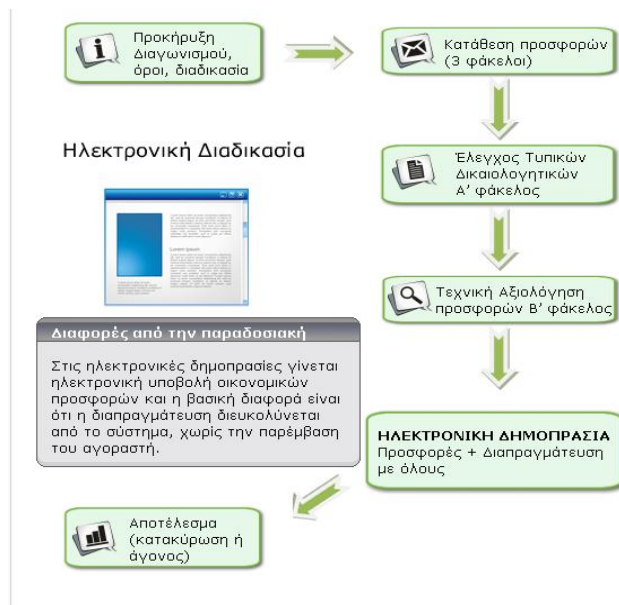 Προκήρυξη
Διαγωνισμού,
όροι, διαδικασία
Κατάθεση προσφορών
(3 φάκελοι)
Ηλεκτρονική Διαδικασία
Έλεγχος Τυπικών
Δικαιολογητικών
Α' φάκελος
Τεχνική Αξιολόγηση
προσφορών Β' φάκελος
Διαφορές από την παραδοσιακή
Στις ηλεκτρονικές δημοπρασίες γίνεται
ηλεκτρονική υποβολή οικονομικών
προσφορών και η βασική διαφορά είναι
ότι η διαπραγμάτευση διευκολύνεται
από το σύστημα, χωρίς την παρέμβαση
του αγοραστή.
ΗΛΕΚΤΡΟΝΙΚΗ ΔΗΜΟΠΡΑΣΙΑ
Προσφορές + Διαπραγμάτευση
με όλους
Αποτέλεσμα
(κατακύρωση ή
άγονος)